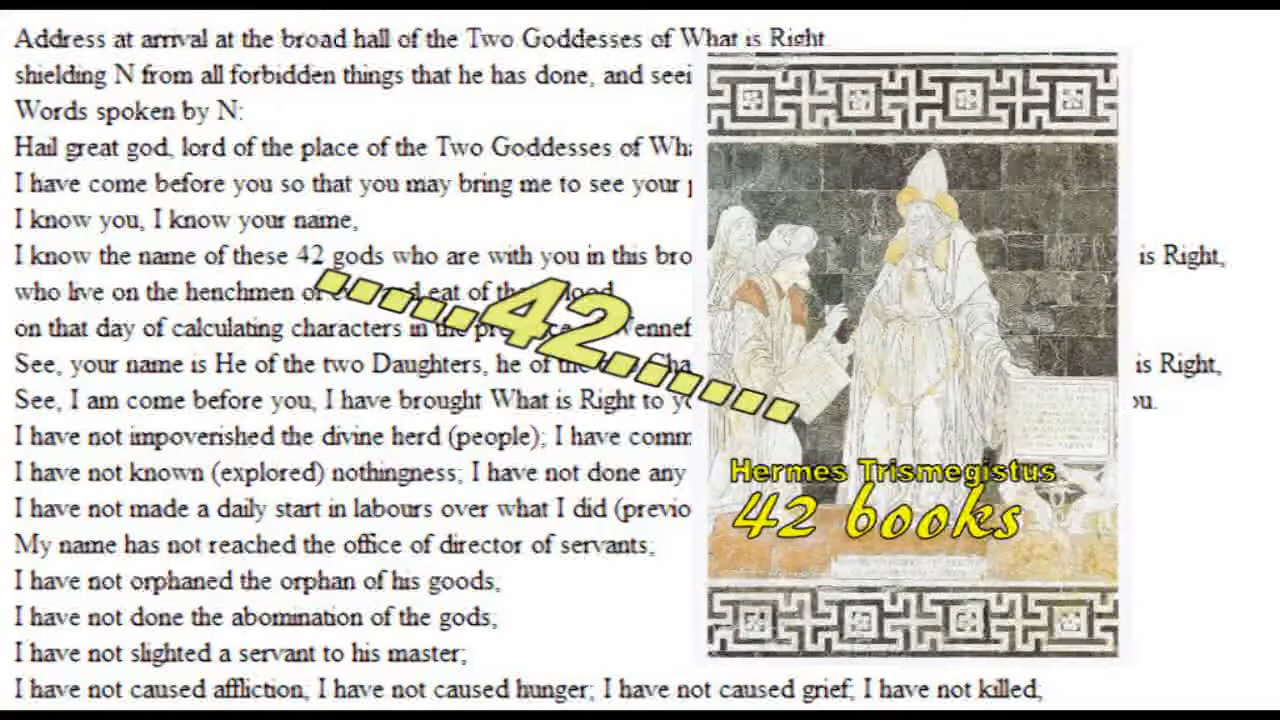 Address at arrival at the broad hall of the Two Goddesses of What is Right
shielding N from all forbidden things that he has done, and seei
Words spoken by N:
Hail great god, lord of the place of the Two Goddesses of Wha
I have come before you so that you may bring me to see your
I know you, I know your name,
I know the name of these 42 gods who are with you in this bro is Right,
who live on the henchmen of eat of blood
on that day of calculating characters in the Wennef
See, your name is He of the two Daughters, he of the is Right,
See, I am come before you, I have brought What is Right to yo ou.
I have not impoverished the divine herd (people); I have comm
I have not known (explored) nothingness; I have not done any
I have not made a daily start in labours over what I did (previo
My name has not reached the office of director of servants;
I have not orphaned the orphan of his goods,
I have not done the abomination of the gods;
I have not slighted a servant to his master;
I have not caused affliction, I have not caused hunger; I have not caused grief, I have not killed,
.....42......
Hermes Trismegistus
42 books